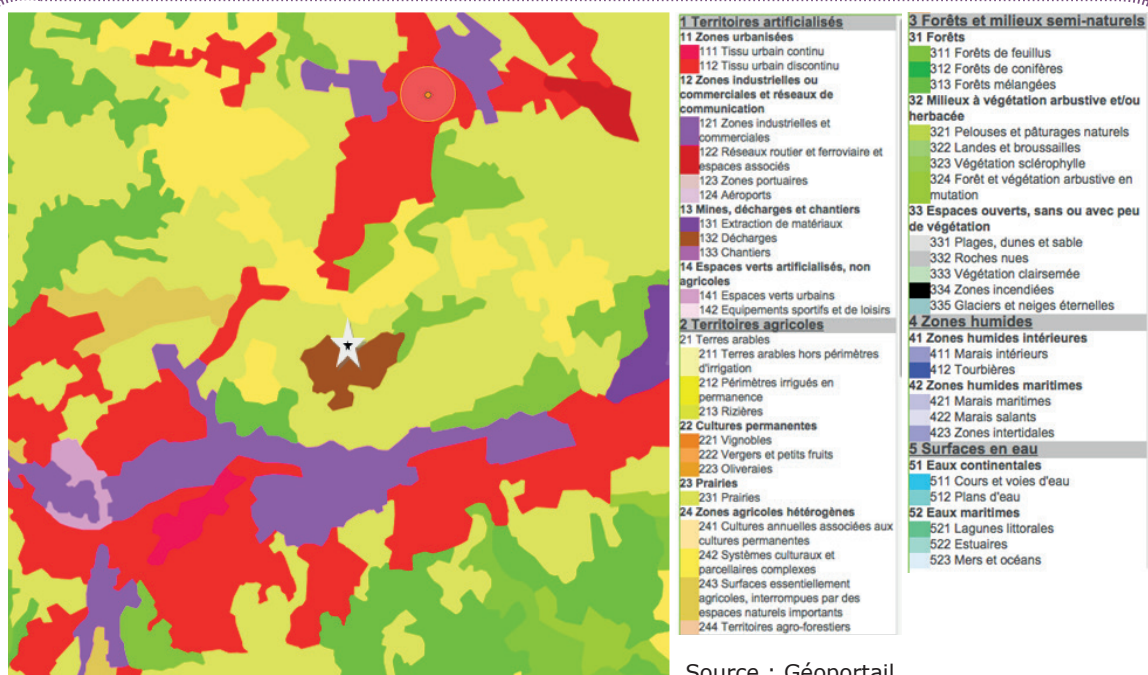 1 Territoires artificialisés
11 Zones urbanisées
111 Tissu urbain continu
112 Tissu urbain discontinu
12 Zones industrielles ou
commerciales et réseaux de
communication
121 Zones industrielles et
commerciales
122 Réseaux routier et ferroviaire et
espaces associés
123 Zones portuaires
124 Aéroports
13 Mines, décharges et chantiers
131 Extraction de matériaux
132 Décharges
133 Chantiers
14 Espaces verts artificialisés, non
agricoles
141 Espaces verts urbains
142 Equipements sportifs et de loisirs
2 Territoires agricoles
21 Terres arables
211 Terres arables hors périmètres
d'irrigation
212 Périmètres irrigués en
permanence
213 Rizières
22 Cultures permanentes
221 Vignobles
222 Vergers et petits fruits
223 Oliveraies
23 Prairies
231 Prairies
24 Zones agricoles hétérogènes
241 Cultures annuelles associées aux
cultures permanentes
242 Systèmes culturaux et
parcellaires complexes
243 Surfaces essentiellement
agricoles, interrompues par des
espaces naturels importants
244 Territoires agro-forestiers
3 Forêts et milieux semi-naturels
31 Forêts
311 Forêts de feuillus
312 Forêts de conifères
313 Forêts mélangées
32 Milieux à végétation arbustive et/ou
herbacée
321 Pelouses et pâturages naturels
322 Landes et broussailles
323 Végétation sclérophylle
324 Forêt et végétation arbustive en
mutation
33 Espaces ouverts, sans ou avec peu
de végétation
331 Plages, dunes et sable
332 Roches nues
333 Végétation clairsemée
334 Zones incendiées
335 Glaciers et neiges éternelles
4 Zones humides
41 Zones humides intérieures
411 Marais intérieurs
412 Tourbières
42 Zones humides maritimes
421 Marais maritimes
422 Marais salants
423 Zones intertidales
5 Surfaces en eau
51 Eaux continentales
511 Cours et voies d'eau
512 Plans d'eau
52 Eaux maritimes
521 Lagunes littorales
522 Estuaires
523 Mers et océans
Source : Géoportail